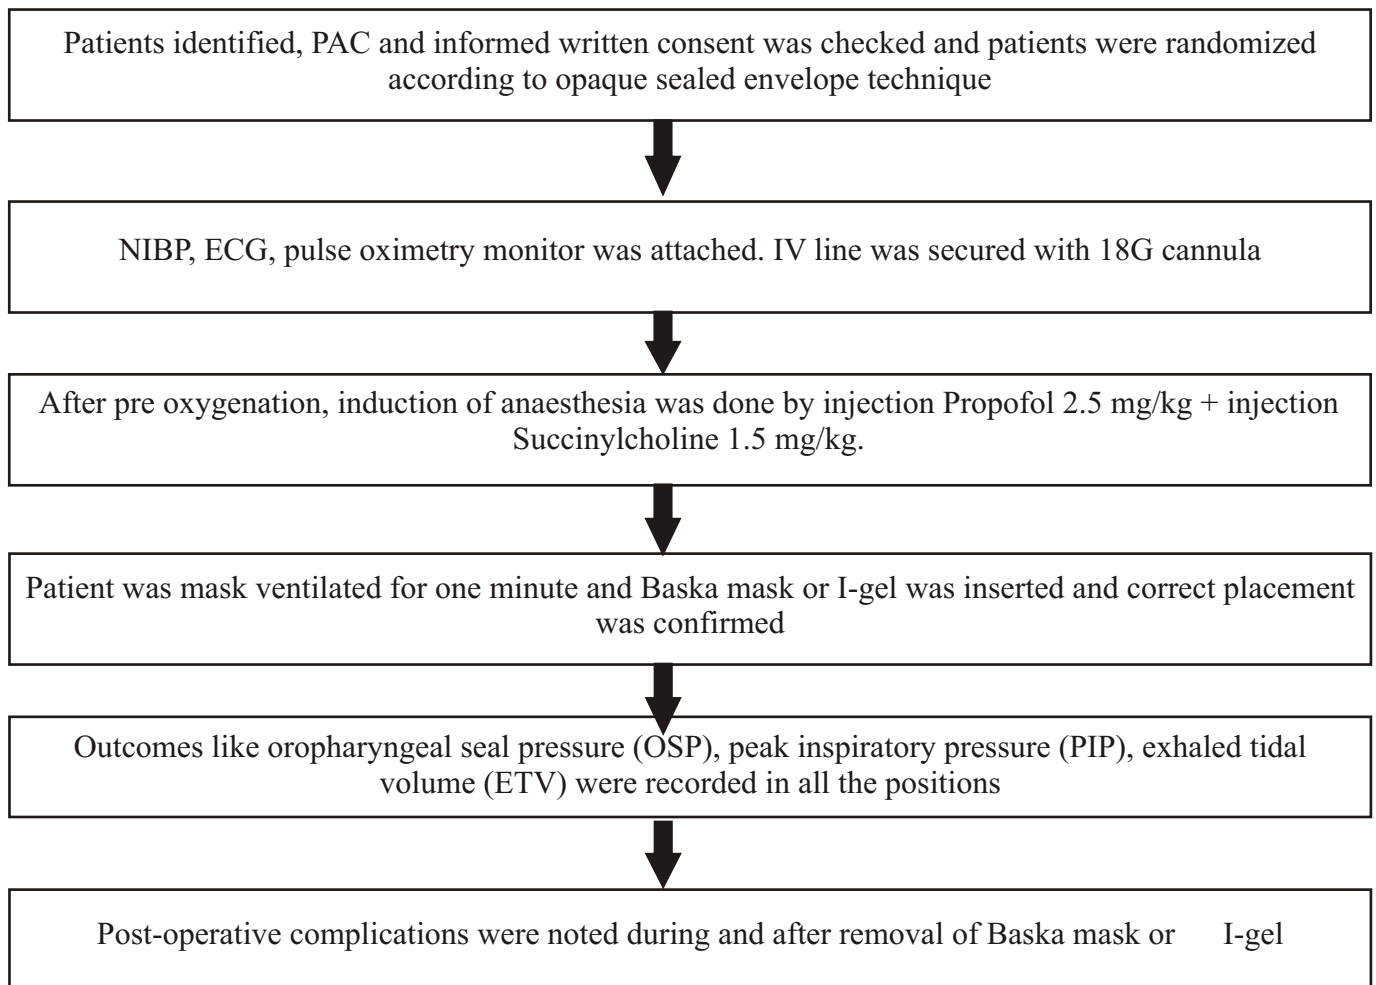 Patients identified, PAC and informed written consent was checked and patients were randomized
according to opaque sealed envelope technique
NIBP, ECG, pulse oximetry monitor was attached. IV line was secured with 18G cannula
After pre oxygenation, induction of anaesthesia was done by injection Propofol 2.5 mg/kg + injection
Succinylcholine 1.5 mg/kg.
Patient was mask ventilated for one minute and Baska mask or I-gel was inserted and correct placement
was confirmed
Outcomes like oropharyngeal seal pressure (OSP), peak inspiratory pressure (PIP), exhaled tidal
volume (ETV) were recorded in all the positions
Post-operative complications were noted during and after removal of Baska mask or I-gel